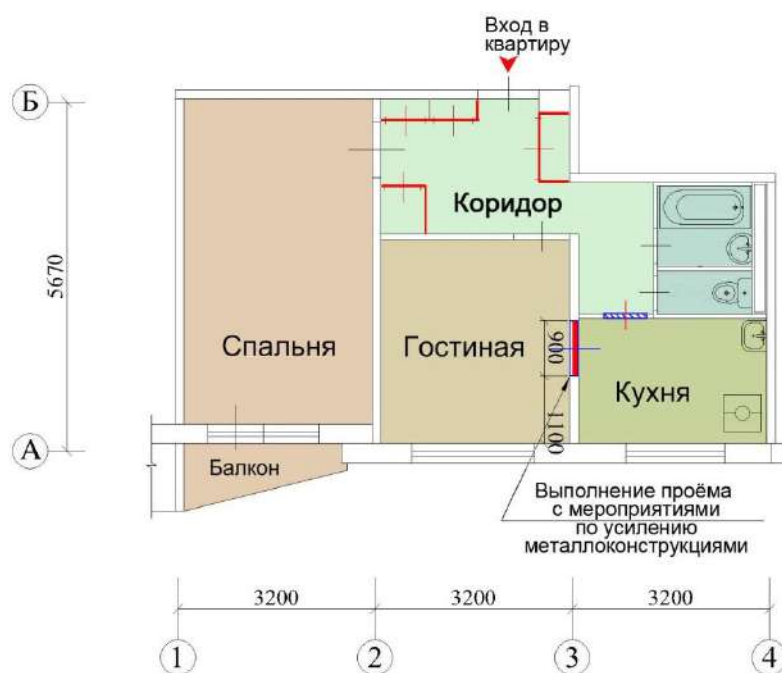 Вход в
квартиру
Б
Коридор
5670
Спальня
Гостиная
900
Кухня
1100
А
Балкон
Выполнение проёма
с мероприятиями
по усилению
металлоконструкциями
3200
3200
3200
1
2
3
4